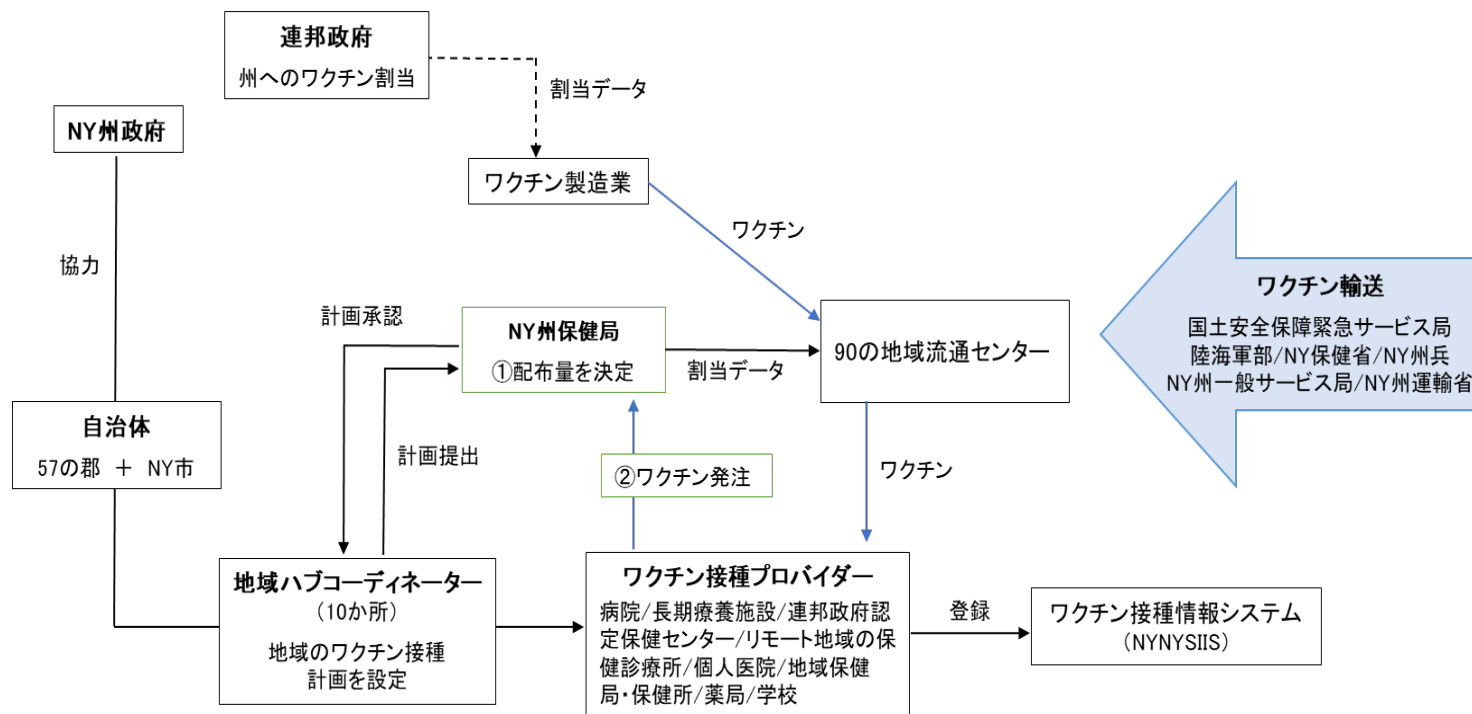 連邦政府
州へのワクチン割当
割当データ
NY州政府
ワクチン製造業
ワクチン
協力
ワクチン輸送
国土安全保障緊急サービス局
陸海軍部/NY保健省/NY州兵
NY州一般サービス局/NY州運輸省
計画承認
NY州保健局
①配布量を決定
割当データ
90の地域流通センター
自治体
57の郡 + NY市
計画提出
②ワクチン発注
ワクチン
地域ハブコーディネーター
(10か所)
地域のワクチン接種
計画を設定
ワクチン接種プロバイダー
病院/長期療養施設/連邦政府認
定保健センター/リモート地域の保
健診療所/個人医院/地域保健
局・保健所/薬局/学校
登録
ワクチン接種情報システム
(NYNYSIIS)